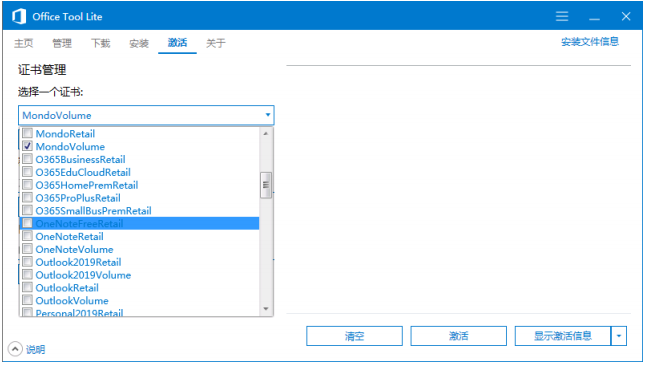 Office Tool Lite
主页 管理 下载 安装 激活 关于 安装文件信息
证书管理
选择一个证书:
MondoVolume
MondoRetail
MondoVolume
O365BusinessRetail
O365EduCloudRetail
O365HomePremRetail
O365ProPlusRetail
O365SmallBusPremRetail
OneNoteFreeRetail
OneNoteRetail
OneNoteVolume
Outlook2019Retail
Outlook2019Volume
OutlookRetail
OutlookVolume
Personal2019Retail
清空 激活 显示激活信息
说明